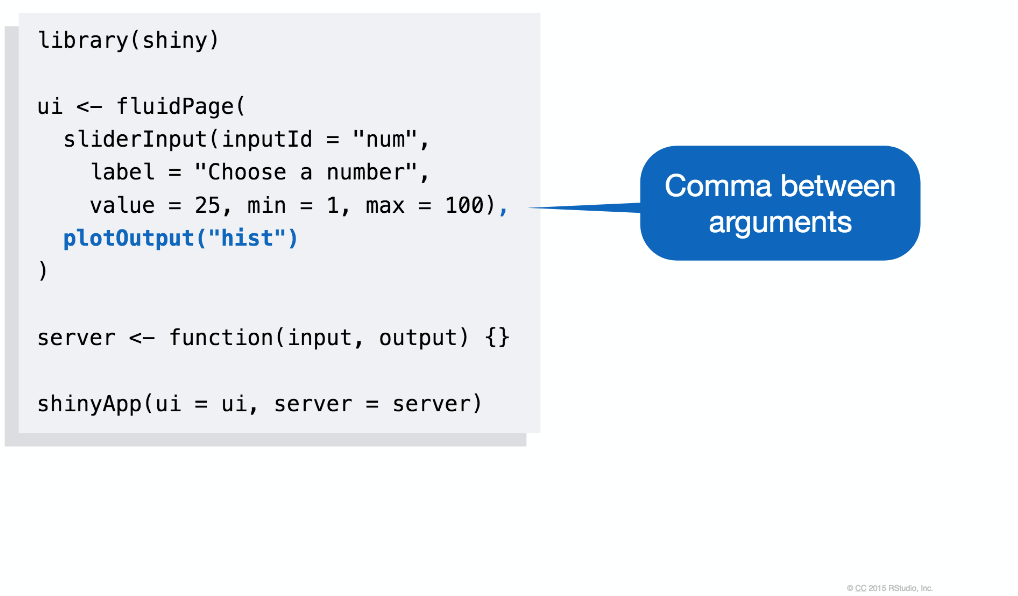 library(shiny)
ui <- fluidPage(
sliderInput(inputId = "num",
label = "Choose a number",
value = 25, min = 1, max = 100),
plotOutput("hist")
)
server <- function(input, output) {}
shinyApp(ui = ui, server = server)
Comma between
arguments
© CC 2015 RStudio, Inc.